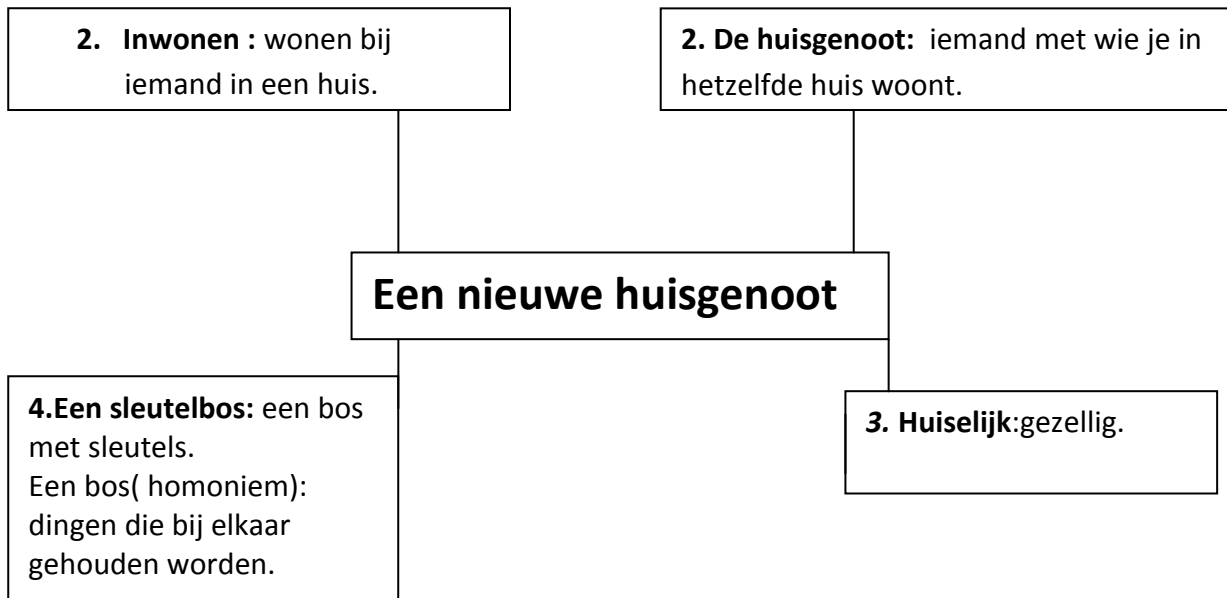 2. Inwonen : wonen bij
iemand in een huis.
2. De huisgenoot: iemand met wie je in
hetzelfde huis woont.
Een nieuwe huisgenoot
4.Een sleutelbos: een bos
met sleutels.
Een bos( homoniem):
dingen die bij elkaar
gehouden worden.
3. Huiselijk:gezellig.